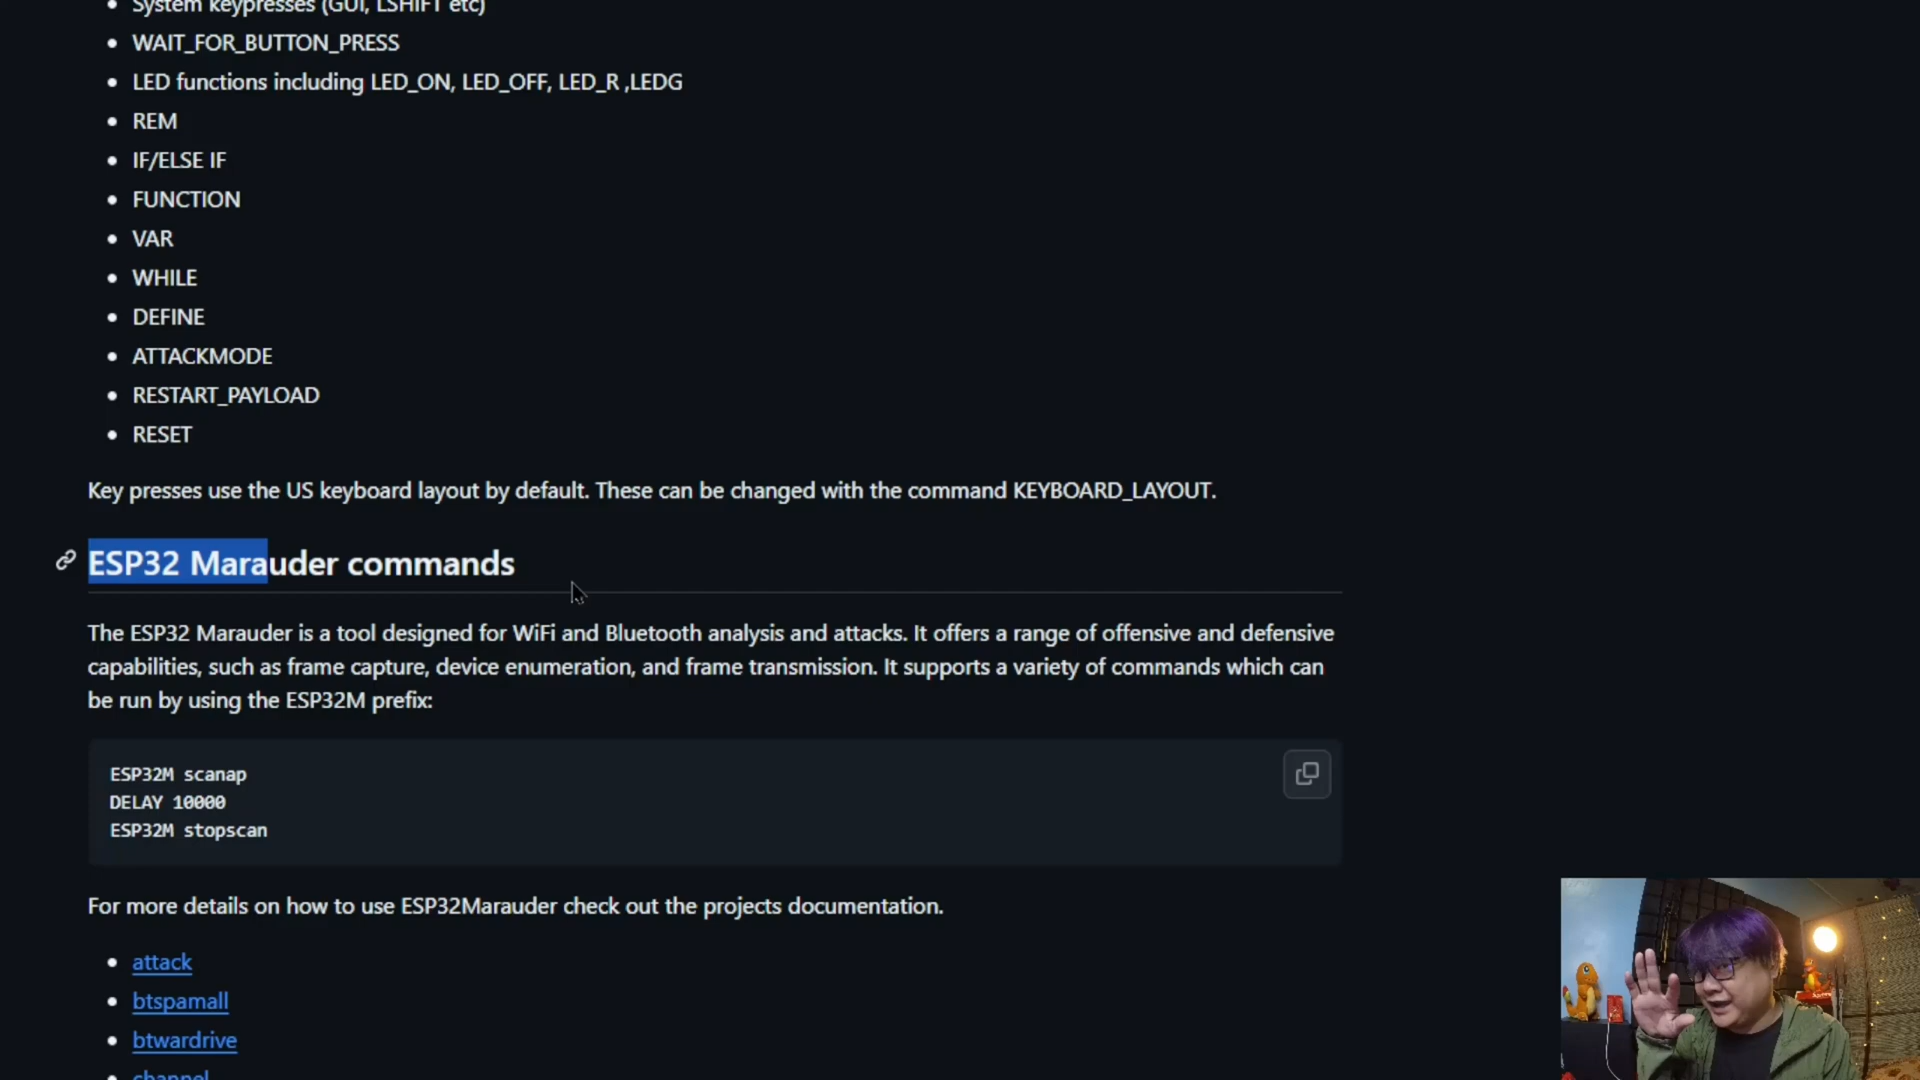 System keypresses (GUI, LSHIFT etc)
WAIT_FOR_BUTTON_PRESS
LED functions including LED_ON, LED_OFF, LED_R ,LEDG
REM
IF/ELSE IF
FUNCTION
VAR
WHILE
DEFINE
ATTACKMODE
RESTART_PAYLOAD
RESET
Key presses use the US keyboard layout by default. These can be changed with the command KEYBOARD_LAYOUT.
ESP32 Marauder commands
The ESP32 Marauder is a tool designed for WiFi and Bluetooth analysis and attacks. It offers a range of offensive and defensive
capabilities, such as frame capture, device enumeration, and frame transmission. It supports a variety of commands which can
be run by using the ESP32M prefix:
ESP32M scanap
DELAY 10000
ESP32M stopscan
For more details on how to use ESP32Marauder check out the projects documentation.
attack
btspamall
btwardrive
channel